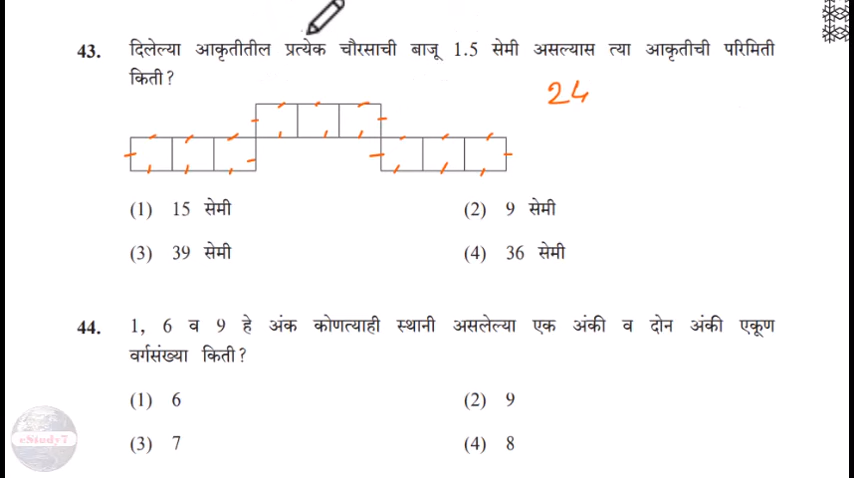 43. दिलेल्या आकृतीतील प्रत्येक चौरसाची बाजू 1.5 सेमी असल्यास त्या आकृतीची परिमिती
किती?
24
(1) 15 सेमी (2) 9 सेमी
(3) 39 सेमी (4) 36 सेमी
44. 1, 6 व 9 हे अंक कोणत्याही स्थानी असलेल्या एक अंकी व दोन अंकी एकूण
वर्गसंख्या किती?
(1) 6 (2) 9
(3) 7 (4) 8
eStudy7